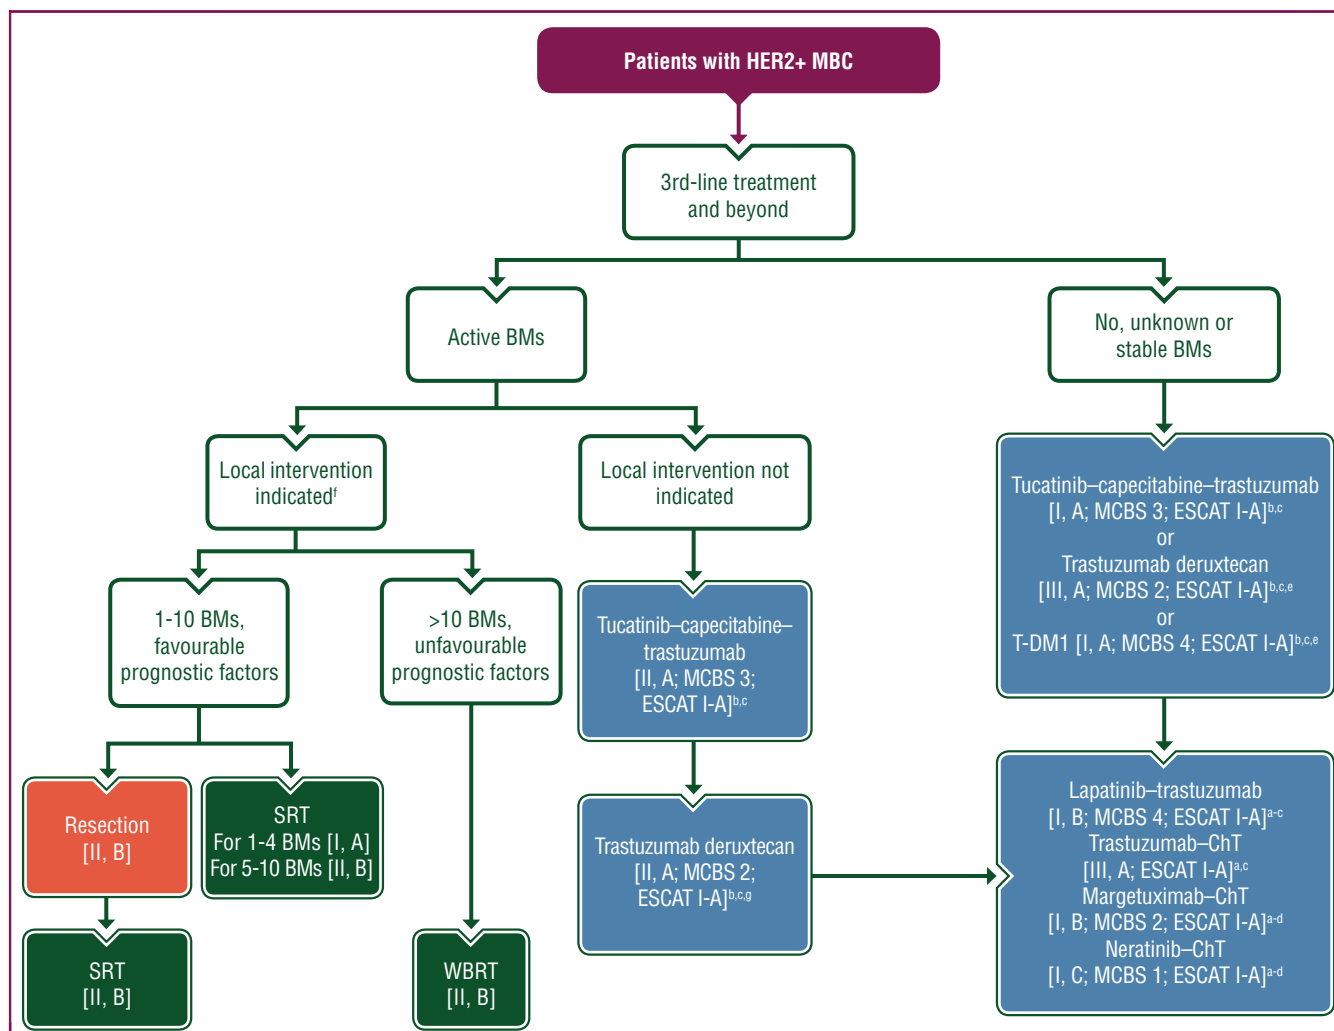 Patients with HER2+ MBC
3rd-line treatment
and beyond
Active BMs
No, unknown or
stable BMs
Local intervention
indicatedᶠ
Local intervention not
indicated
1-10 BMs,
favourable
prognostic factors
>10 BMs,
unfavourable
prognostic factors
Resection
[II, B]
SRT
For 1-4 BMs [I, A]
For 5-10 BMs [II, B]
SRT
[II, B]
WBRT
[II, B]
Tucatinib–capecitabine–
trastuzumab
[II, A; MCBS 3;
ESCAT I-A]ᵇ,ᶜ
Trastuzumab deruxtecan
[II, A; MCBS 2;
ESCAT I-A]ᵇ,ᶜ,ᵍ
Tucatinib–capecitabine–trastuzumab
[I, A; MCBS 3; ESCAT I-A]ᵇ,ᶜ
or
Trastuzumab deruxtecan
[III, A; MCBS 2; ESCAT I-A]ᵇ,ᶜ,ᵉ
or
T-DM1 [I, A; MCBS 4; ESCAT I-A]ᵇ,ᶜ,ᵉ
Lapatinib–trastuzumab
[I, B; MCBS 4; ESCAT I-A]ᵃ⁻ᶜ
Trastuzumab–ChT
[III, A; ESCAT I-A]ᵃ,ᶜ
Margetuximab–ChT
[I, B; MCBS 2; ESCAT I-A]ᵃ⁻ᵈ
Neratinib–ChT
[I, C; MCBS 1; ESCAT I-A]ᵃ⁻ᵈ